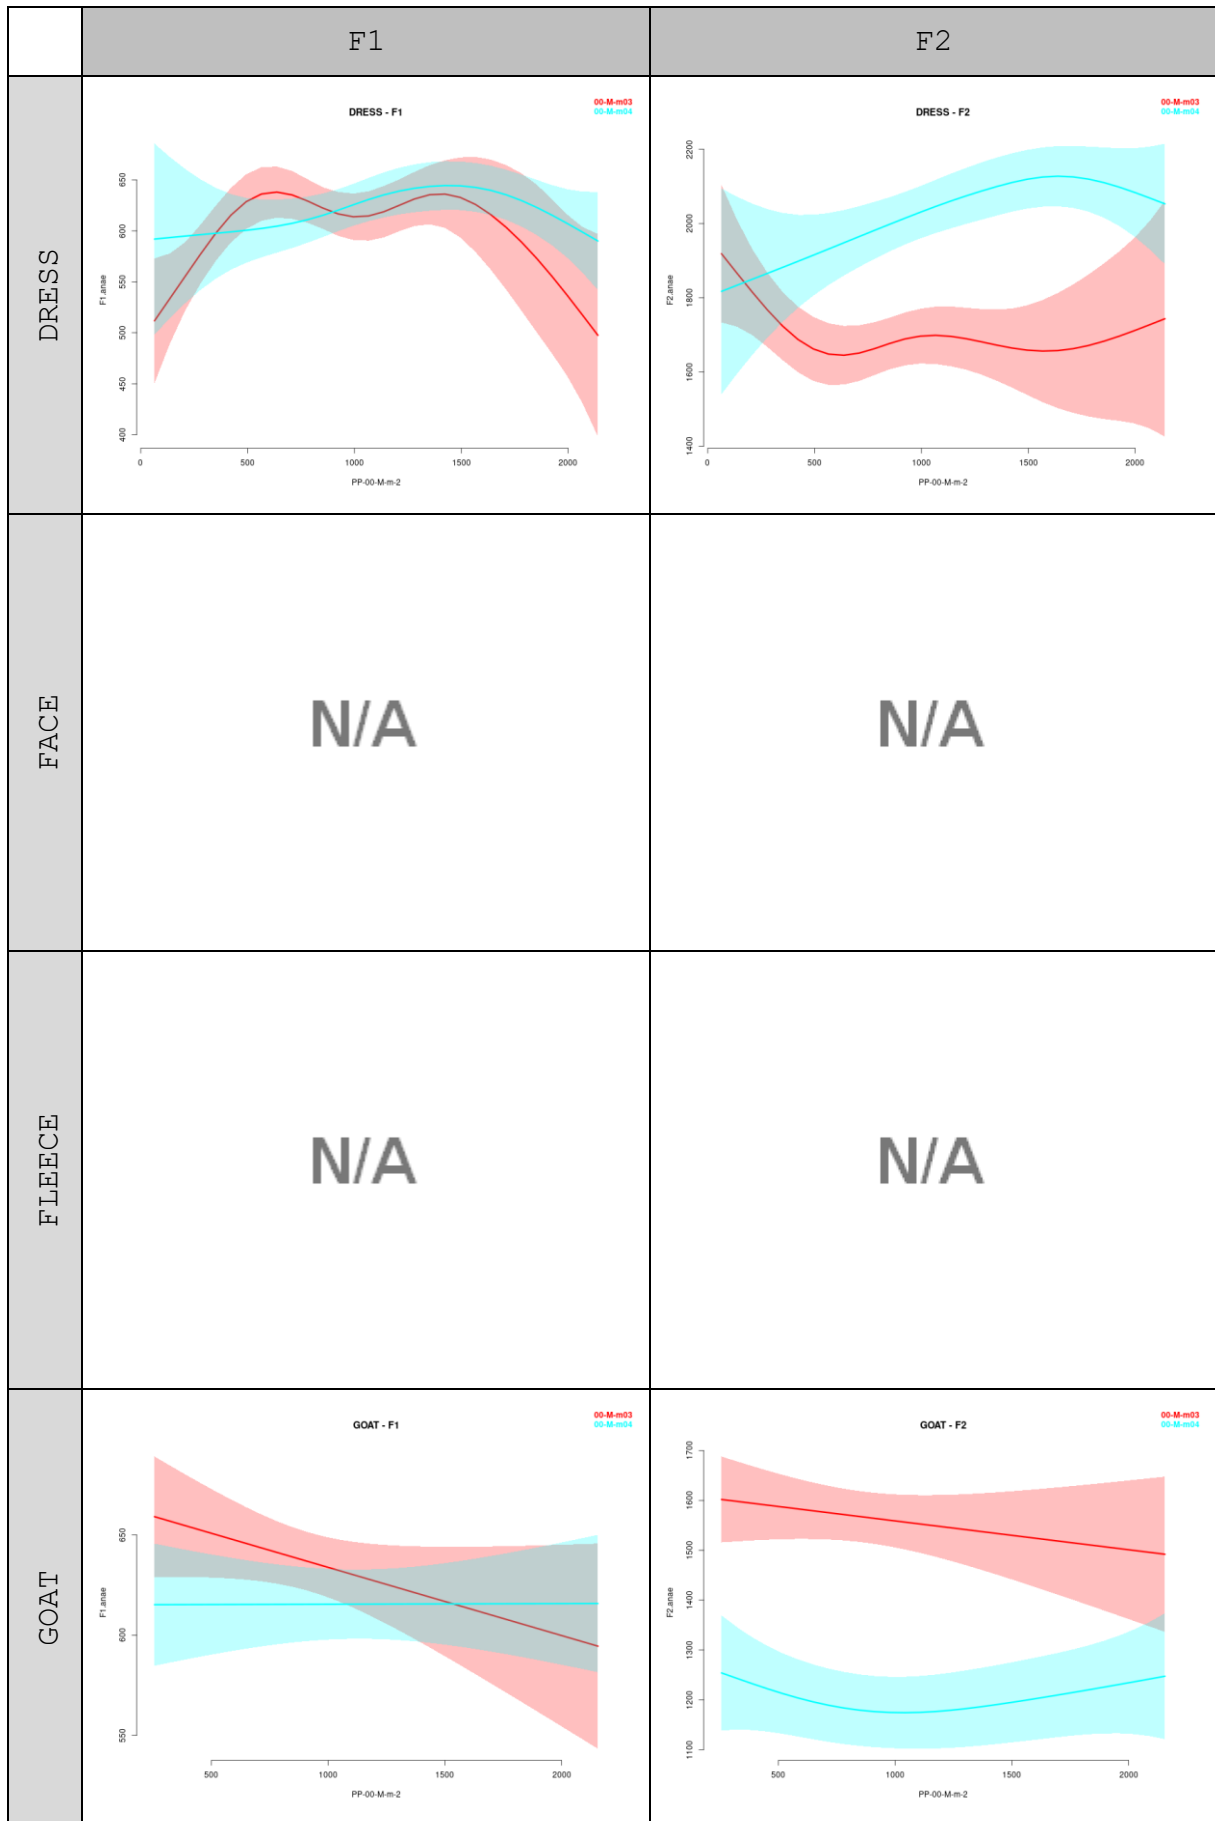 F1 F2
DRESS
DRESS - F1
00-M-m03
00-M-m04
F1.anae
650
600
550
500
450
400
0 500 1000 1500 2000
PP-00-M-m-2
DRESS - F2
00-M-m03
00-M-m04
F2.anae
2200
2000
1800
1600
1400
0 500 1000 1500 2000
PP-00-M-m-2
FACE
N/A
N/A
FLEECE
N/A
N/A
GOAT
GOAT - F1
00-M-m03
00-M-m04
F1.anae
650
600
550
500 1000 1500 2000
PP-00-M-m-2
GOAT - F2
00-M-m03
00-M-m04
F2.anae
1700
1600
1500
1400
1300
1200
1100
500 1000 1500 2000
PP-00-M-m-2